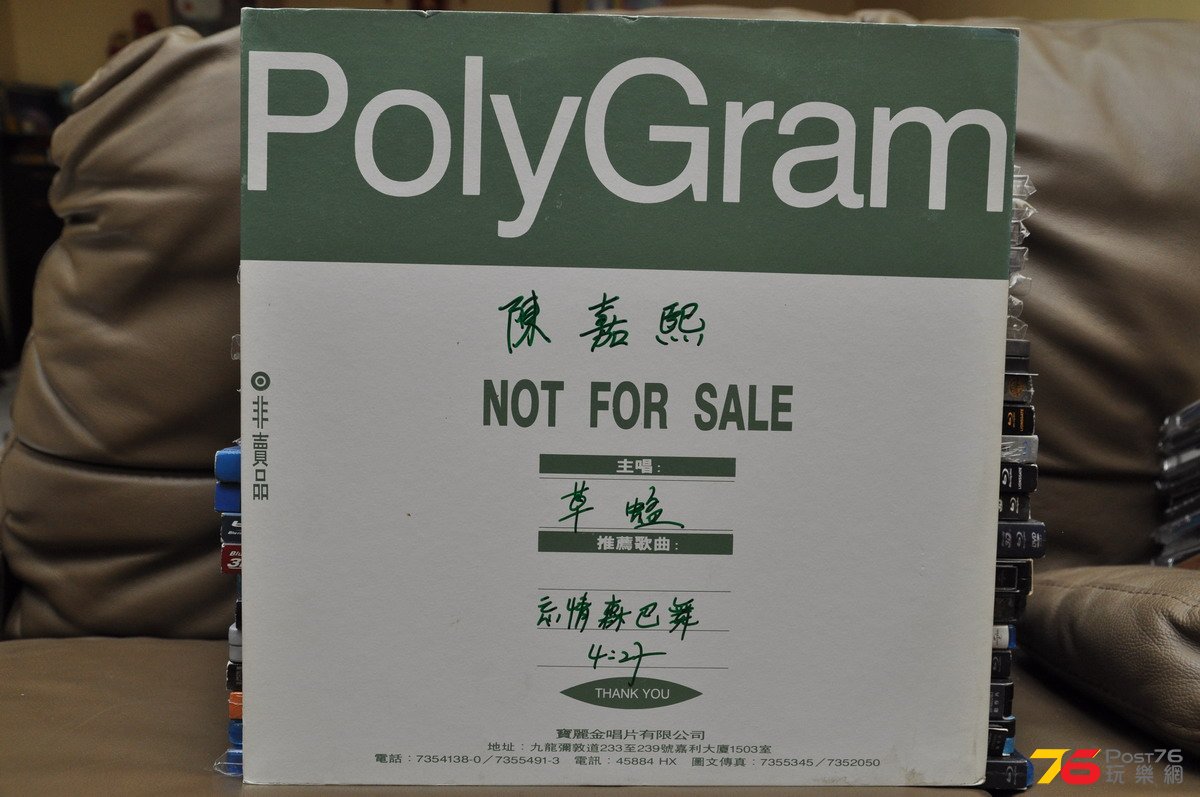 PolyGram
陳嘉熙
NOT FOR SALE
非賣品
主唱:
草蜢
推薦歌曲:
忘情森巴舞
4:27
THANK YOU
寶麗金唱片有限公司
地址：九龍彌敦道233至239號嘉利大廈1503室
電話：7354138-0／7355491-3 電訊：45884 HX 圖文傳真：7355345／7352050
76 Post76
玩樂網